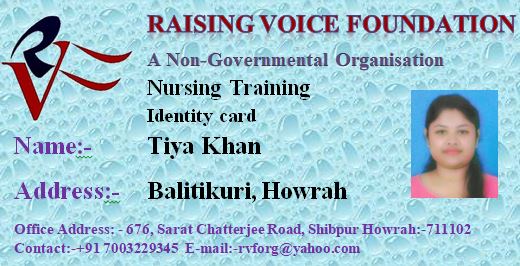 RAISING VOICE FOUNDATION
A Non-Governmental Organisation
Nursing Training
Identity card
Name:- Tiya Khan
Address:- Balitikuri, Howrah
Office Address: - 676, Sarat Chatterjee Road, Shibpur Howrah:-711102
Contact:-+91 7003229345 E-mail:-rvforg@yahoo.com